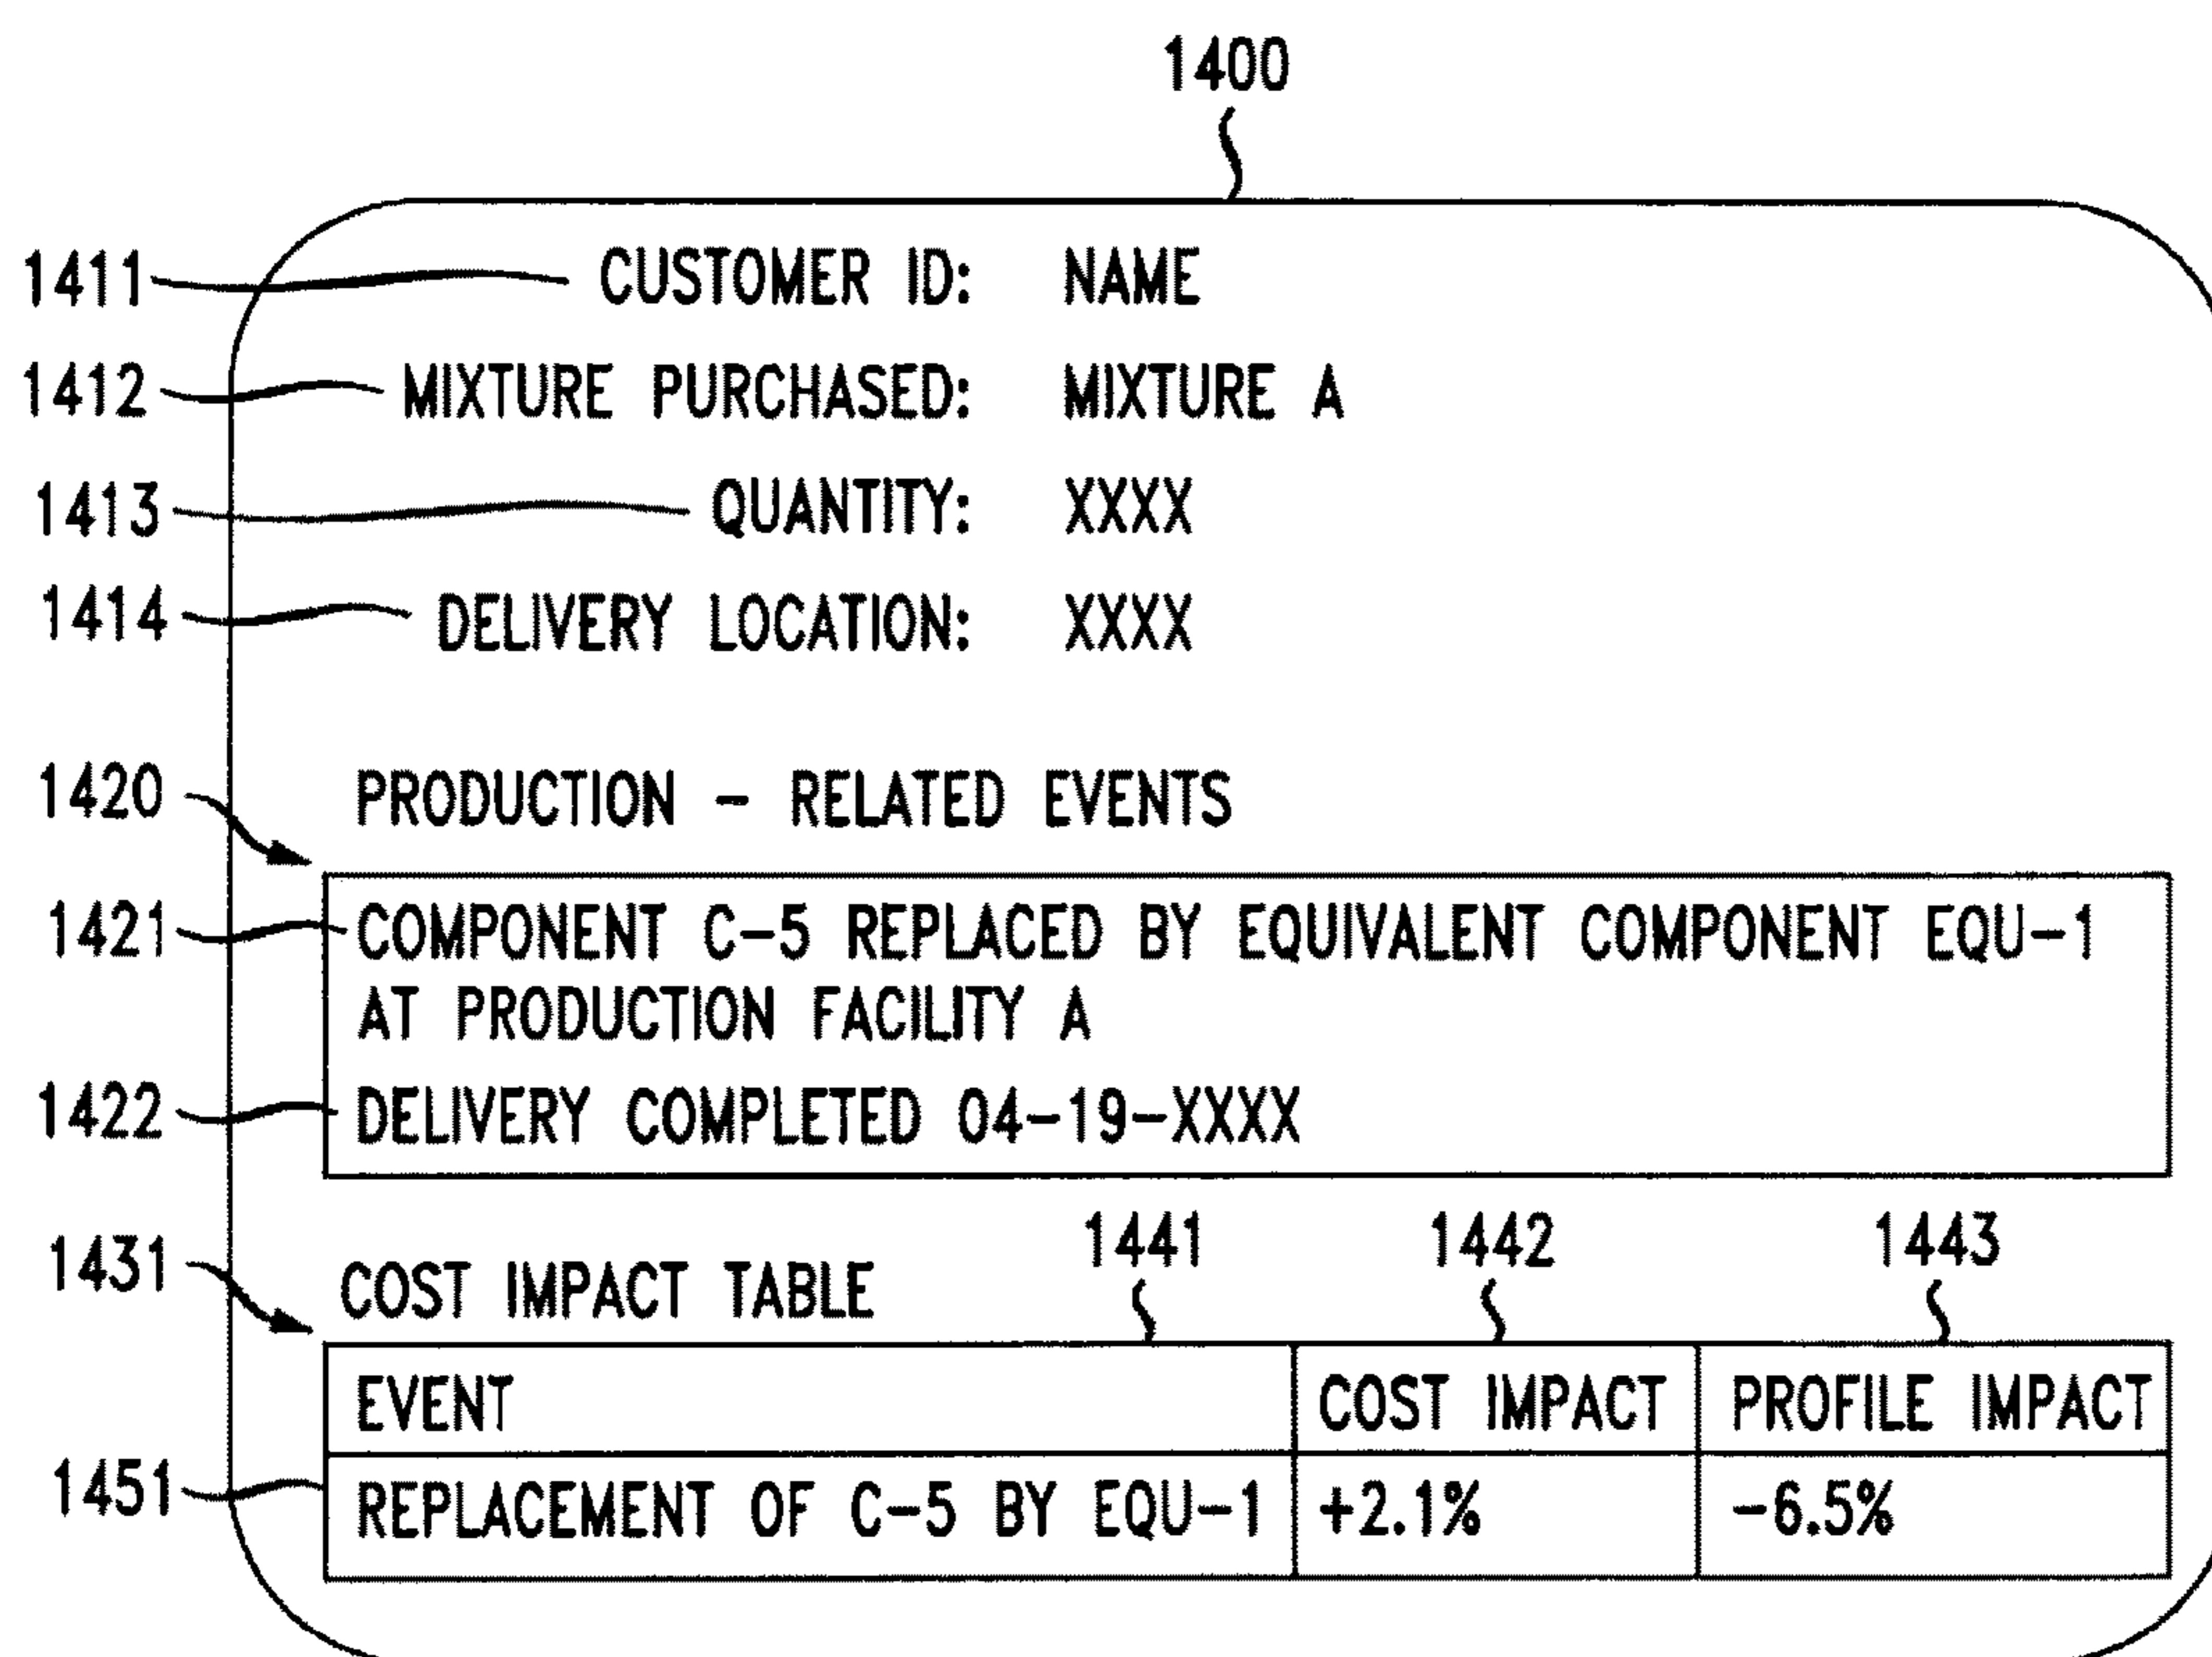 1400
1411 CUSTOMER ID: NAME
1412 MIXTURE PURCHASED: MIXTURE A
1413 QUANTITY: XXXX
1414 DELIVERY LOCATION: XXXX
1420 PRODUCTION - RELATED EVENTS
1421 COMPONENT C-5 REPLACED BY EQUIVALENT COMPONENT EQU-1
AT PRODUCTION FACILITY A
1422 DELIVERY COMPLETED 04-19-XXXX
1441 1442 1443
1431 COST IMPACT TABLE
EVENT COST IMPACT PROFILE IMPACT
1451 REPLACEMENT OF C-5 BY EQU-1 +2.1% -6.5%